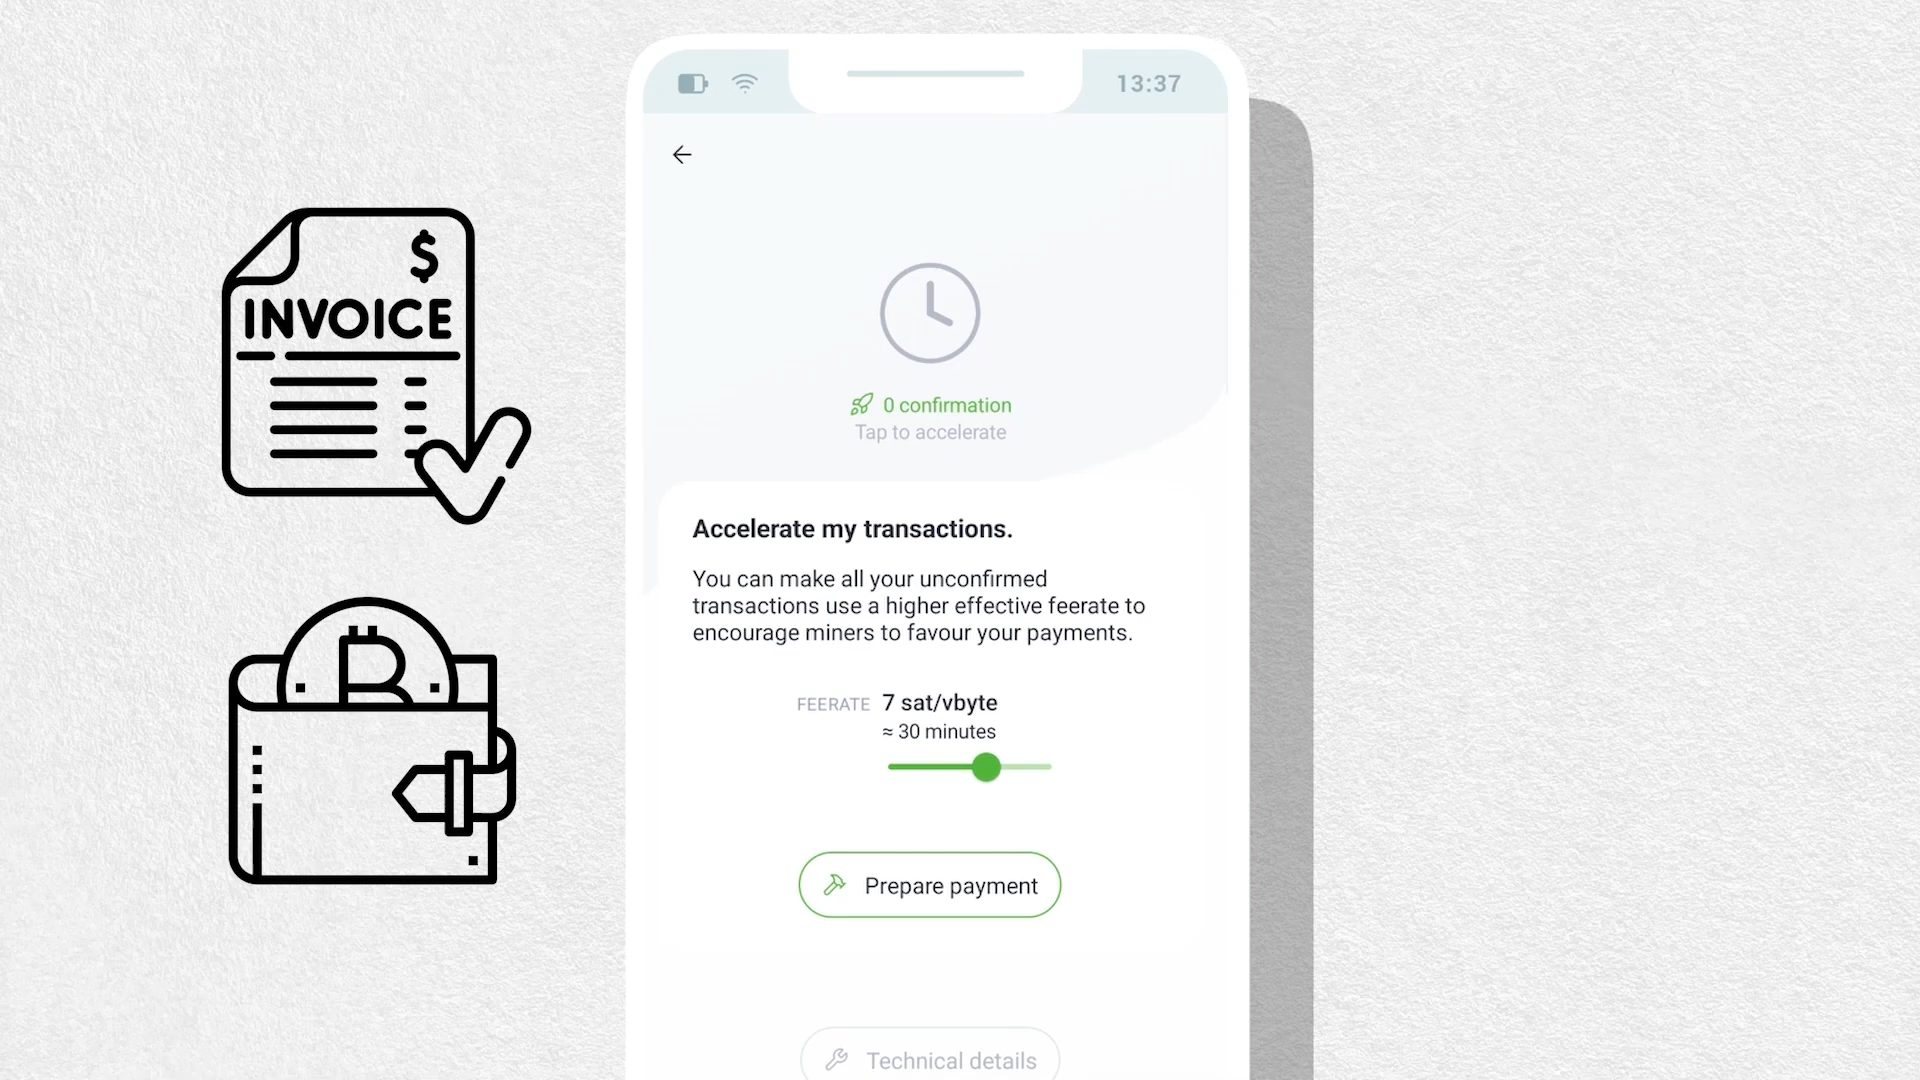 13:37
$
INVOICE
0 confirmation
Tap to accelerate
Accelerate my transactions.
You can make all your unconfirmed
transactions use a higher effective feerate to
encourage miners to favour your payments.
FEERATE 7 sat/vbyte
≈ 30 minutes
Prepare payment
Technical details